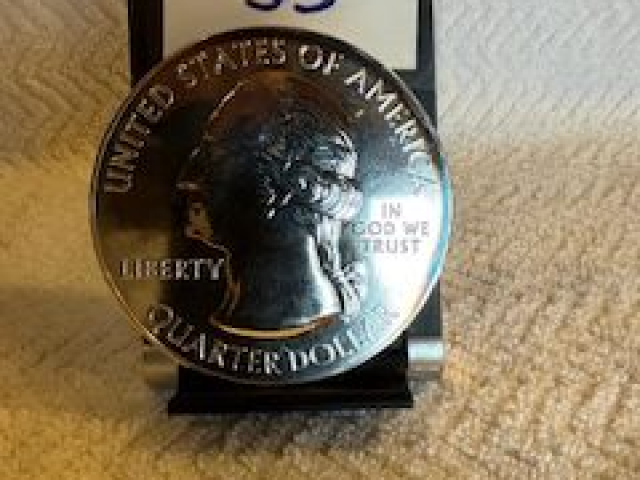 UNITED STATES OF AMERICA
LIBERTY
IN
GOD WE
TRUST
QUARTER DOLLAR